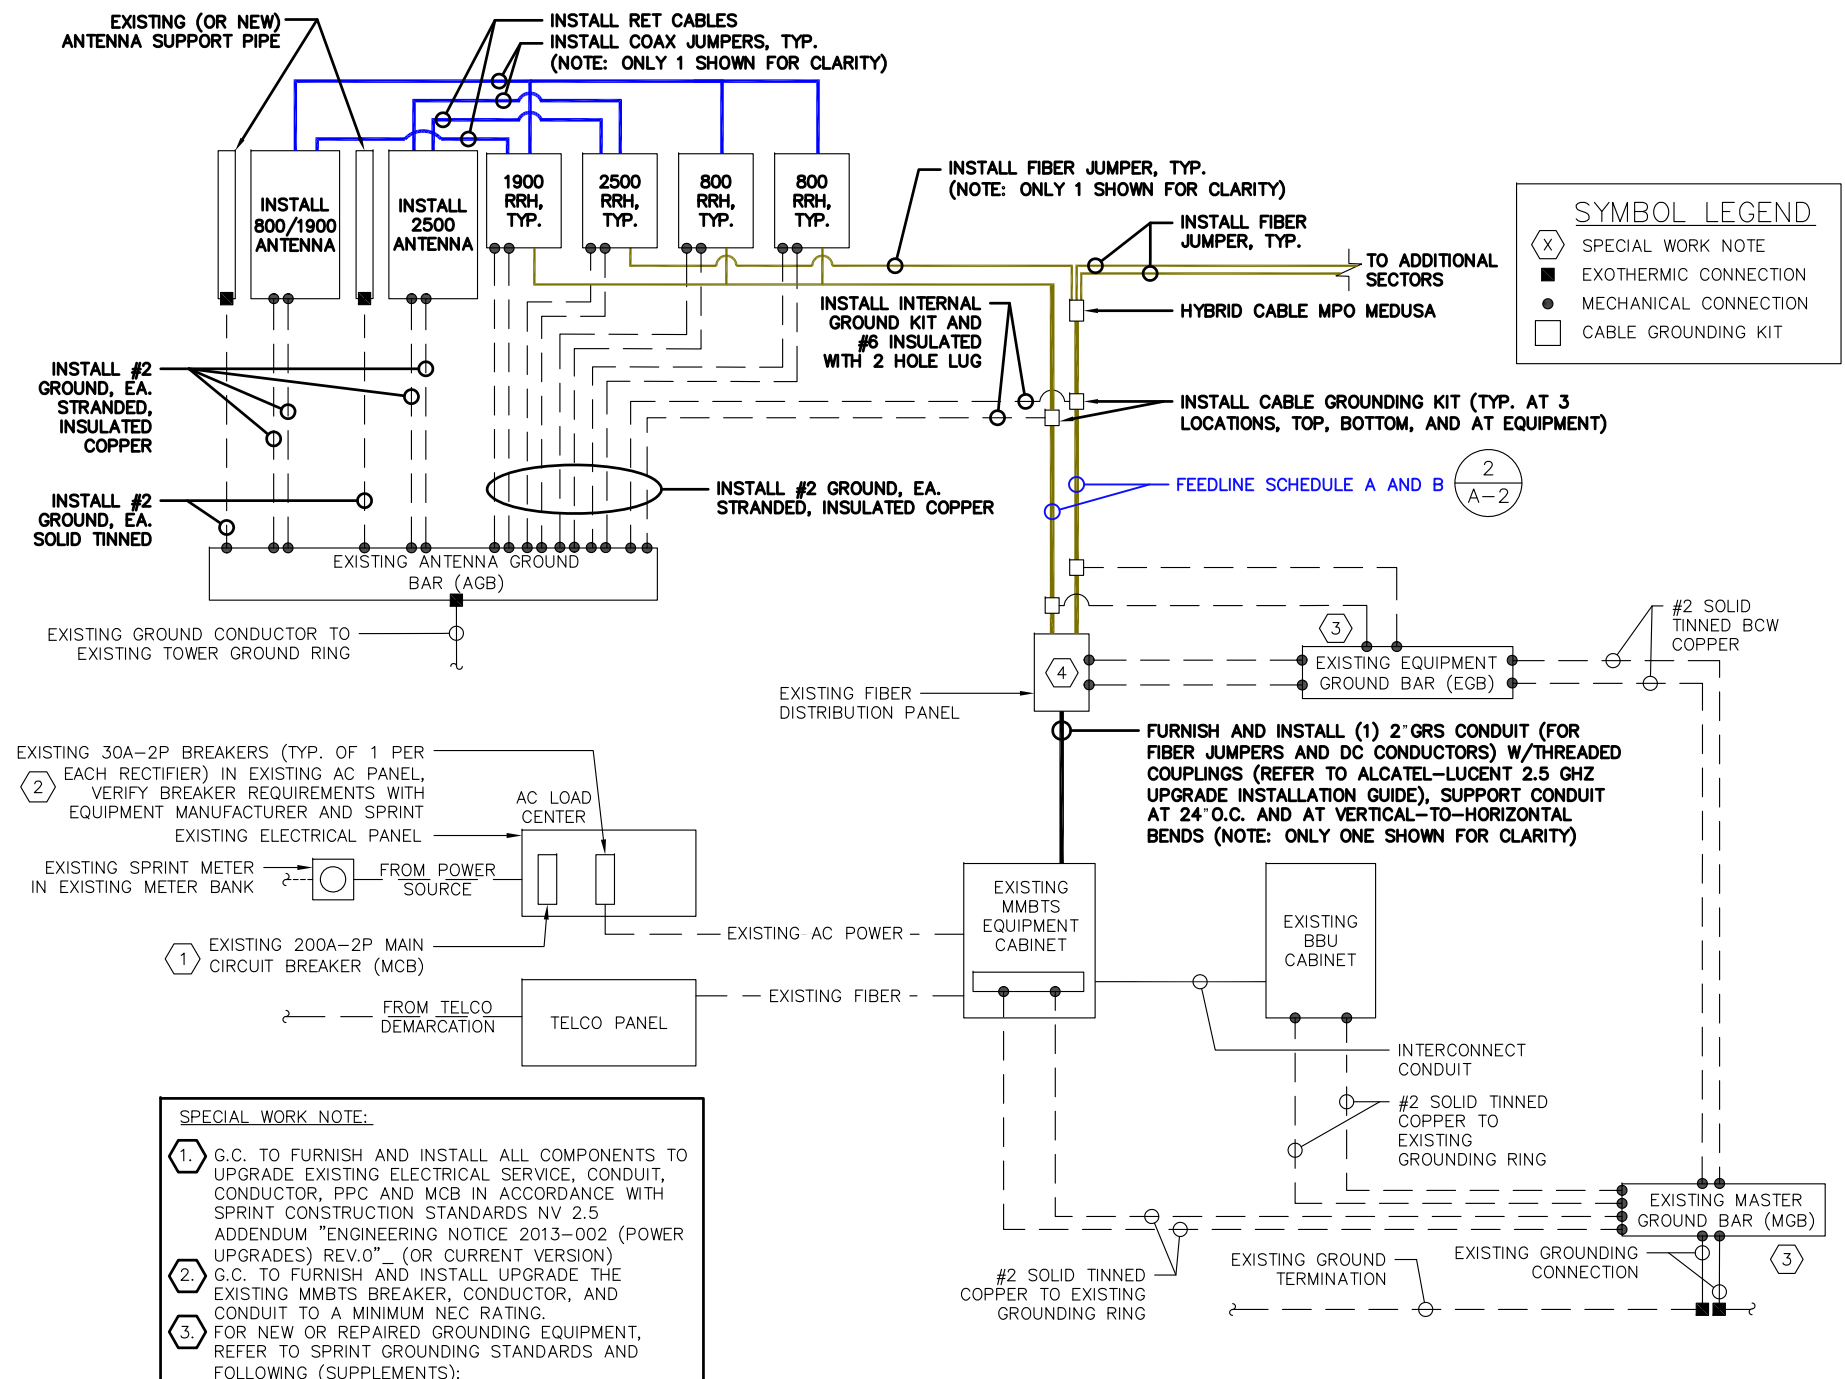 EXISTING (OR NEW)
ANTENNA SUPPORT PIPE
INSTALL RET CABLES
INSTALL COAX JUMPERS, TYP.
(NOTE: ONLY 1 SHOWN FOR CLARITY)
INSTALL
800/1900
ANTENNA
INSTALL
2500
ANTENNA
1900
RRH,
TYP.
2500
RRH,
TYP.
800
RRH,
TYP.
800
RRH,
TYP.
INSTALL FIBER JUMPER, TYP.
(NOTE: ONLY 1 SHOWN FOR CLARITY)
INSTALL FIBER
JUMPER, TYP.
TO ADDITIONAL
SECTORS
HYBRID CABLE MPO MEDUSA
SYMBOL LEGEND
X SPECIAL WORK NOTE
EXOTHERMIC CONNECTION
MECHANICAL CONNECTION
CABLE GROUNDING KIT
INSTALL INTERNAL
GROUND KIT AND
#6 INSULATED
WITH 2 HOLE LUG
INSTALL #2
GROUND, EA.
STRANDED,
INSULATED
COPPER
INSTALL CABLE GROUNDING KIT (TYP. AT 3
LOCATIONS, TOP, BOTTOM, AND AT EQUIPMENT)
INSTALL #2
GROUND, EA.
SOLID TINNED
INSTALL #2 GROUND, EA.
STRANDED, INSULATED COPPER
FEEDLINE SCHEDULE A AND B
2
A-2
EXISTING ANTENNA GROUND
BAR (AGB)
EXISTING GROUND CONDUCTOR TO
EXISTING TOWER GROUND RING
#2 SOLID
TINNED BCW
COPPER
3
4
EXISTING EQUIPMENT
GROUND BAR (EGB)
EXISTING FIBER
DISTRIBUTION PANEL
FURNISH AND INSTALL (1) 2" GRS CONDUIT (FOR
FIBER JUMPERS AND DC CONDUCTORS) W/THREADED
COUPLINGS (REFER TO ALCATEL-LUCENT 2.5 GHZ
UPGRADE INSTALLATION GUIDE), SUPPORT CONDUIT
AT 24" O.C. AND AT VERTICAL-TO-HORIZONTAL
BENDS (NOTE: ONLY ONE SHOWN FOR CLARITY)
EXISTING 30A-2P BREAKERS (TYP. OF 1 PER
2 EACH RECTIFIER) IN EXISTING AC PANEL,
VERIFY BREAKER REQUIREMENTS WITH
EQUIPMENT MANUFACTURER AND SPRINT
EXISTING ELECTRICAL PANEL
AC LOAD
CENTER
EXISTING SPRINT METER
IN EXISTING METER BANK
FROM POWER
SOURCE
1 EXISTING 200A-2P MAIN
CIRCUIT BREAKER (MCB)
EXISTING AC POWER
EXISTING
MMBTS
EQUIPMENT
CABINET
EXISTING
BBU
CABINET
FROM TELCO
DEMARCATION
TELCO PANEL
EXISTING FIBER
INTERCONNECT
CONDUIT
#2 SOLID TINNED
COPPER TO
EXISTING
GROUNDING RING
SPECIAL WORK NOTE:
1. G.C. TO FURNISH AND INSTALL ALL COMPONENTS TO
UPGRADE EXISTING ELECTRICAL SERVICE, CONDUIT,
CONDUCTOR, PPC AND MCB IN ACCORDANCE WITH
SPRINT CONSTRUCTION STANDARDS NV 2.5
ADDENDUM "ENGINEERING NOTICE 2013-002 (POWER
UPGRADES) REV.0"_ (OR CURRENT VERSION)
2. G.C. TO FURNISH AND INSTALL UPGRADE THE
EXISTING MMBTS BREAKER, CONDUCTOR, AND
CONDUIT TO A MINIMUM NEC RATING.
3. FOR NEW OR REPAIRED GROUNDING EQUIPMENT,
REFER TO SPRINT GROUNDING STANDARDS AND
FOLLOWING (SUPPLEMENTS):
#2 SOLID TINNED
COPPER TO EXISTING
GROUNDING RING
EXISTING GROUND
TERMINATION
EXISTING GROUNDING
CONNECTION
EXISTING MASTER
GROUND BAR (MGB)
3